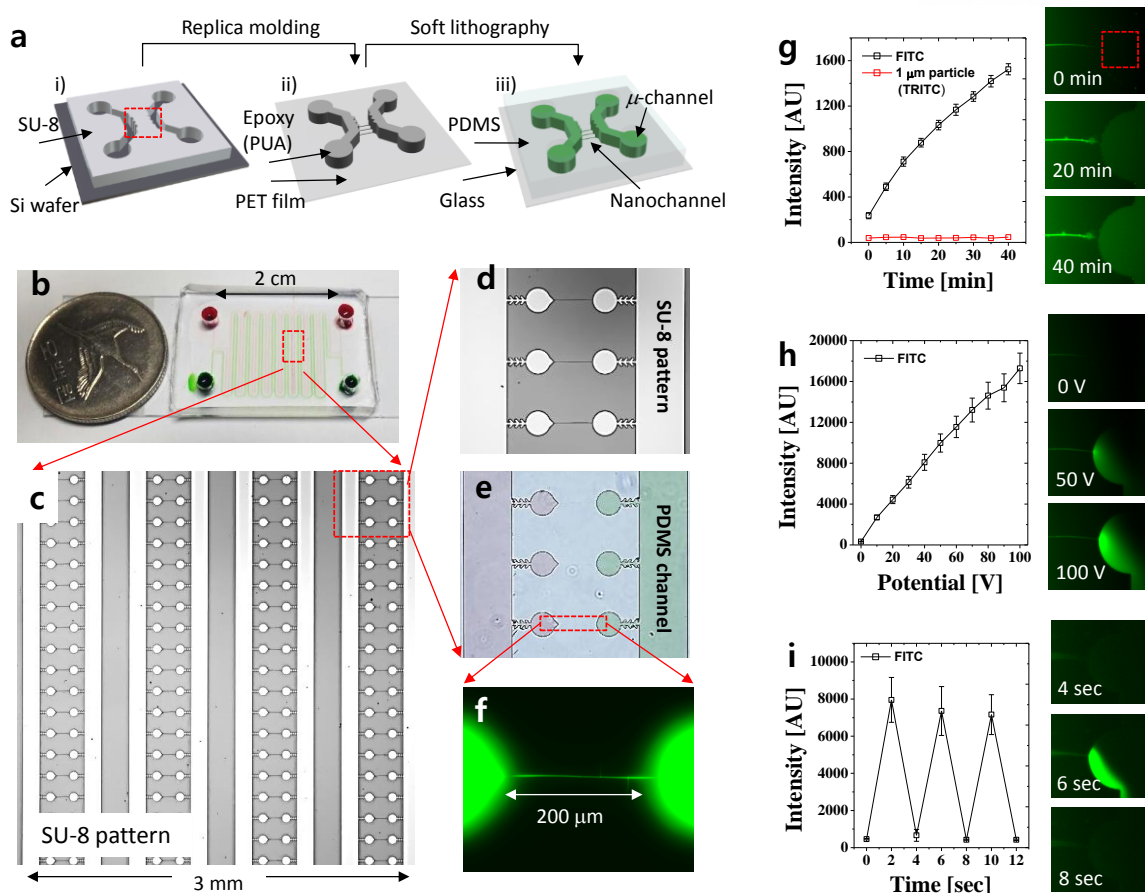 a
Replica molding
Soft lithography
i)
ii)
iii)
SU-8
Si wafer
Epoxy
(PUA)
PET film
PDMS
Glass
μ-channel
Nanochannel
b
2 cm
c
SU-8 pattern
3 mm
d
SU-8 pattern
e
PDMS channel
f
200 μm
g
Intensity [AU]
1600
1200
800
400
0
FITC
1 μm particle
(TRITC)
0 10 20 30 40
Time [min]
0 min
20 min
40 min
h
Intensity [AU]
20000
16000
12000
8000
4000
0
FITC
0 20 40 60 80 100
Potential [V]
0 V
50 V
100 V
i
Intensity [AU]
10000
8000
6000
4000
2000
0
FITC
0 2 4 6 8 10 12
Time [sec]
4 sec
6 sec
8 sec